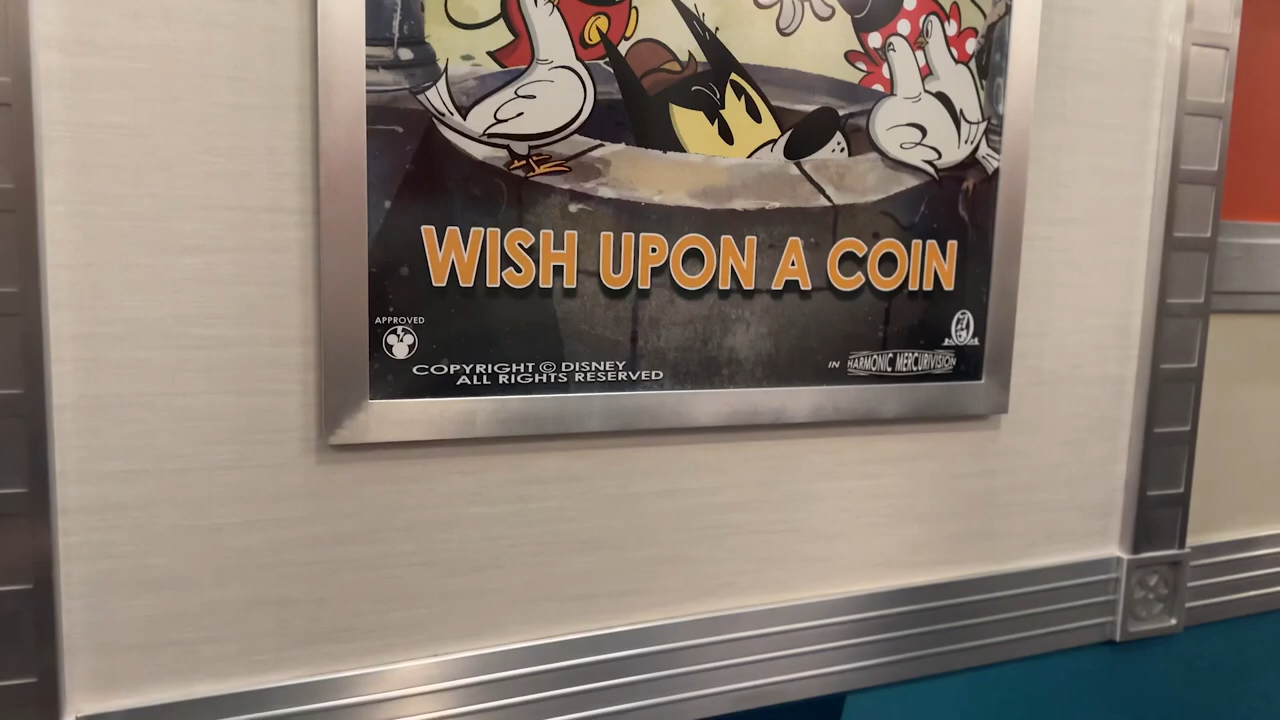 WISH UPON A COIN
APPROVED
COPYRIGHT © DISNEY
ALL RIGHTS RESERVED
IN HARMONIC MERCURIVISION